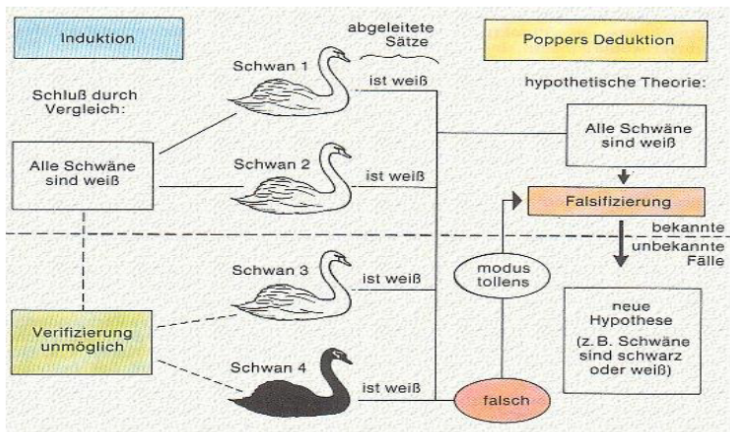 Induktion
Schluß durch
Vergleich:
Alle Schwäne
sind weiß
Verifizierung
unmöglich
abgeleitete
Sätze
Schwan 1
ist weiß
Schwan 2
ist weiß
Schwan 3
ist weiß
Schwan 4
ist weiß
Poppers Deduktion
hypothetische Theorie:
Alle Schwäne
sind weiß
Falsifizierung
bekannte
unbekannte
Fälle
modus
tollens
falsch
neue
Hypothese
(z. B. Schwäne
sind schwarz
oder weiß)